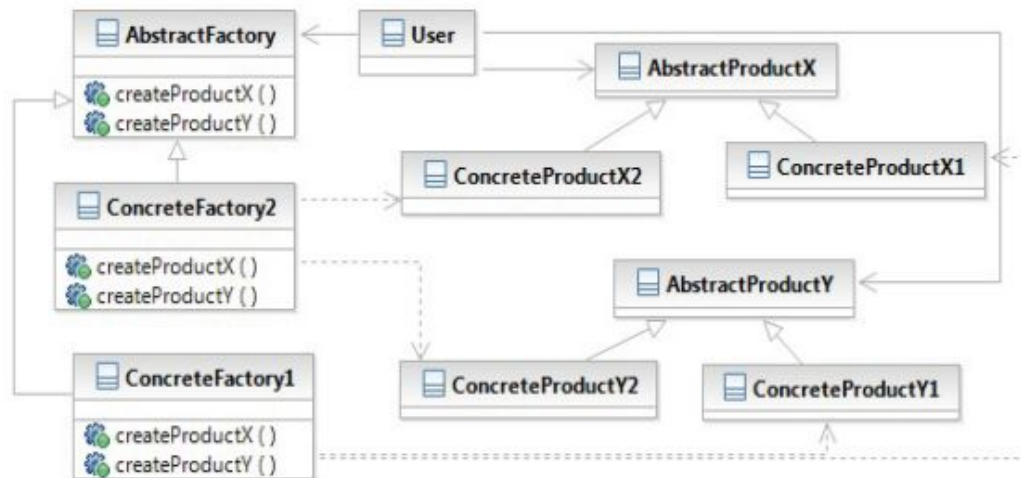 AbstractFactory
createProductX ( )
createProductY ( )
User
AbstractProductX
ConcreteProductX2
ConcreteProductX1
ConcreteFactory2
createProductX ( )
createProductY ( )
AbstractProductY
ConcreteProductY2
ConcreteProductY1
ConcreteFactory1
createProductX ( )
createProductY ( )